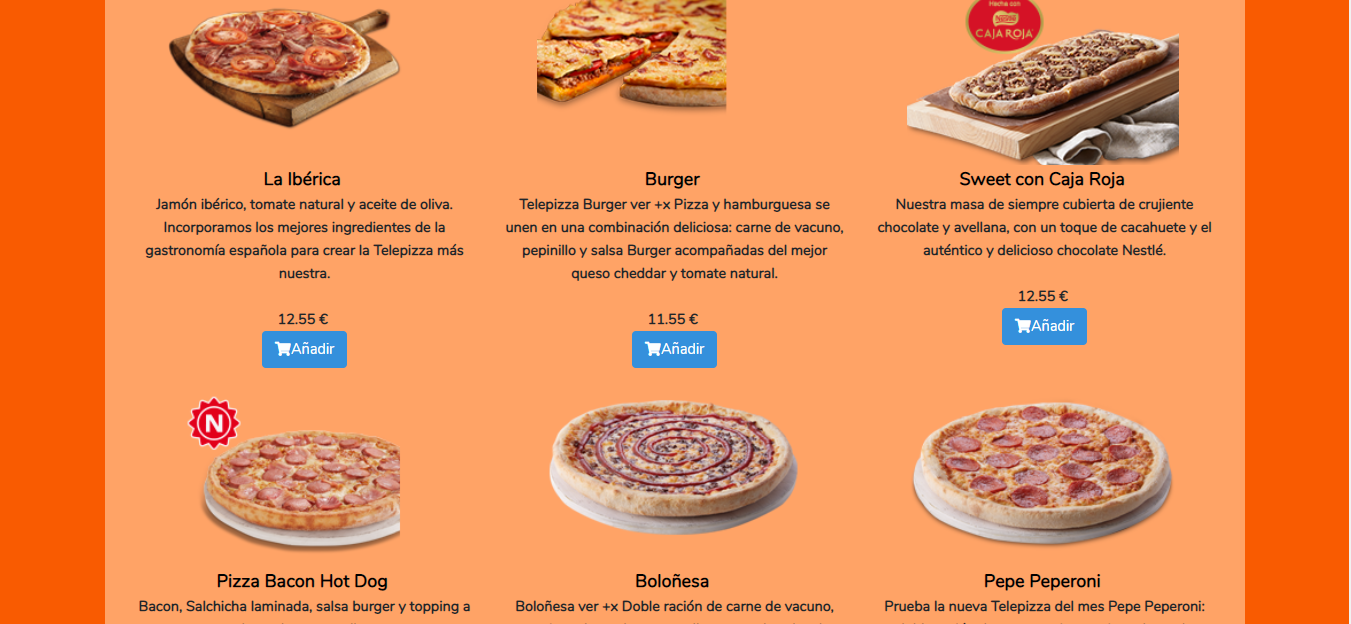 Hecha con
Nestlé
CAJA ROJA
La Ibérica
Jamón ibérico, tomate natural y aceite de oliva.
Incorporamos los mejores ingredientes de la
gastronomía española para crear la Telepizza más
nuestra.
12.55 €
Añadir
Burger
Telepizza Burger ver +x Pizza y hamburguesa se
unen en una combinación deliciosa: carne de vacuno,
pepinillo y salsa Burger acompañadas del mejor
queso cheddar y tomate natural.
11.55 €
Añadir
Sweet con Caja Roja
Nuestra masa de siempre cubierta de crujiente
chocolate y avellana, con un toque de cacahuete y el
auténtico y delicioso chocolate Nestlé.
12.55 €
Añadir
N
Pizza Bacon Hot Dog
Bacon, Salchicha laminada, salsa burger y topping a
Boloñesa
Boloñesa ver +x Doble ración de carne de vacuno,
Pepe Peperoni
Prueba la nueva Telepizza del mes Pepe Peperoni: